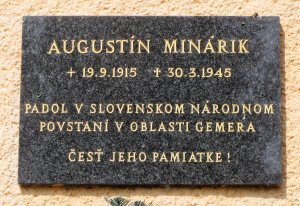 AUGUSTÍN MINÁRIK
+ 19.9.1915 † 30.3.1945
PADOL V SLOVENSKOM NÁRODNOM
POVSTANÍ V OBLASTI GEMERA
ČESŤ JEHO PAMIATKE !